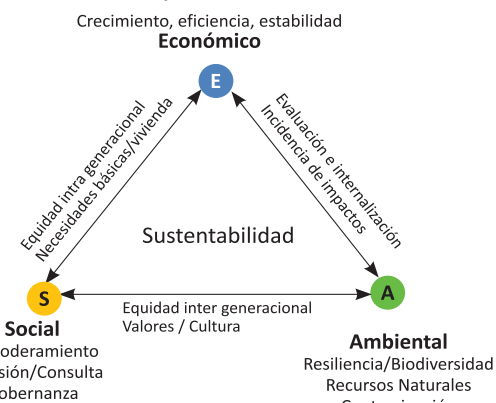 Crecimiento, eficiencia, estabilidad
Económico
E
Equidad intra generacional
Necesidades básicas/vivienda
Evaluación e internalización
Incidencia de impactos
Sustentabilidad
S
A
Equidad inter generacional
Valores / Cultura
Social
Ambiental
Resiliencia/Biodiversidad
Recursos Naturales